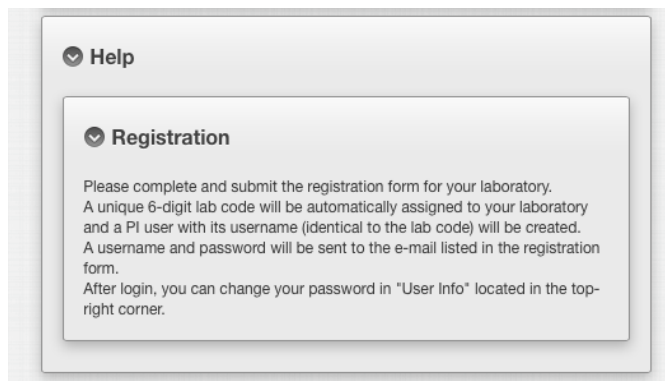 Help
Registration
Please complete and submit the registration form for your laboratory.
A unique 6-digit lab code will be automatically assigned to your laboratory
and a PI user with its username (identical to the lab code) will be created.
A username and password will be sent to the e-mail listed in the registration
form.
After login, you can change your password in "User Info" located in the top-
right corner.